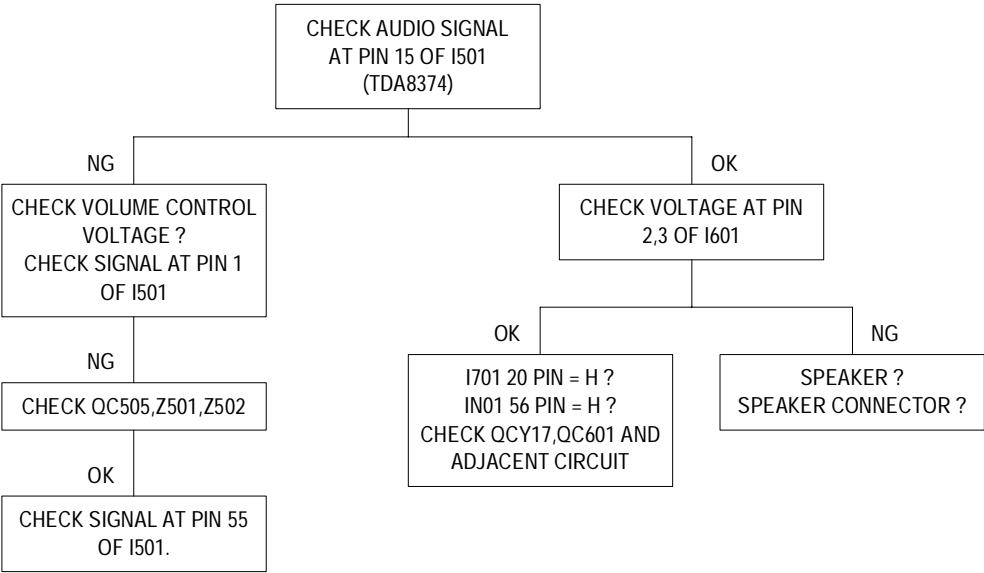 CHECK AUDIO SIGNAL
AT PIN 15 OF I501
(TDA8374)
NG
OK
CHECK VOLUME CONTROL
VOLTAGE ?
CHECK SIGNAL AT PIN 1
OF I501
CHECK VOLTAGE AT PIN
2,3 OF I601
NG
CHECK QC505,Z501,Z502
OK
CHECK SIGNAL AT PIN 55
OF I501.
OK
NG
I701 20 PIN = H ?
IN01 56 PIN = H ?
CHECK QCY17,QC601 AND
ADJACENT CIRCUIT
SPEAKER ?
SPEAKER CONNECTOR ?